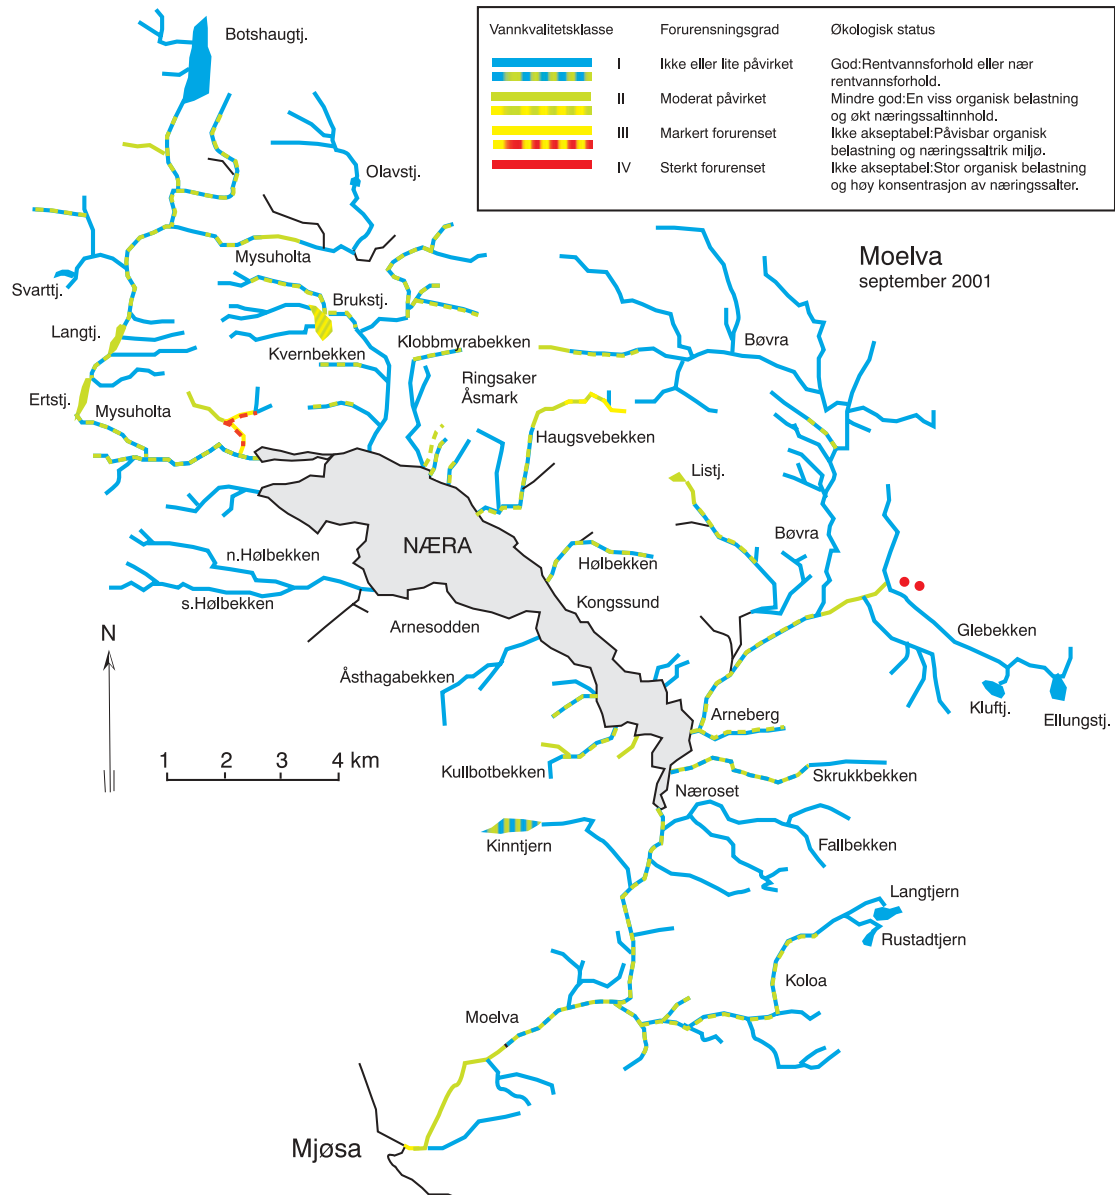 Vannkvalitetsklasse Forurensningsgrad Økologisk status
I Ikke eller lite påvirket God:Rentvannsforhold eller nær
rentvannsforhold.
II Moderat påvirket Mindre god:En viss organisk belastning
og økt næringssaltinnhold.
III Markert forurenset Ikke akseptabel:Påvisbar organisk
belastning og næringssaltrik miljø.
IV Sterkt forurenset Ikke akseptabel:Stor organisk belastning
og høy konsentrasjon av næringssalter.
Botshaugtj.
Olavstj.
Moelva
september 2001
Mysuholta
Svarttj.
Brukstj.
Langtj.
Klobbmyrabekken
Bøvra
Kvernbekken
Ringsaker
Åsmark
Ertstj.
Mysuholta
Haugsvebekken
Listj.
Bøvra
NÆRA
n.Hølbekken
Hølbekken
s.Hølbekken
Kongssund
Arnesodden
Glebekken
N
Åsthagabekken
Kluftj.
Ellungstj.
Arneberg
1 2 3 4 km
Kullbotbekken
Skrukkbekken
Næroset
Kinntjern
Fallbekken
Langtjern
Rustadtjern
Koloa
Moelva
Mjøsa